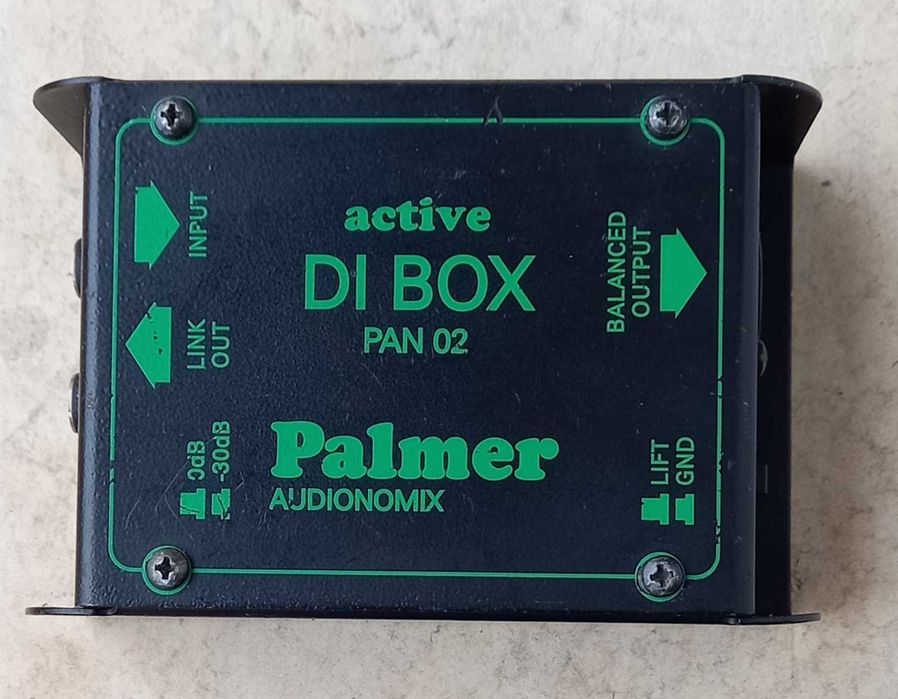 active
DI BOX
PAN 02
Palmer
AUDIONOMIX
INPUT
LINK
OUT
0dB
-30dB
BALANCED
OUTPUT
LIFT
GND